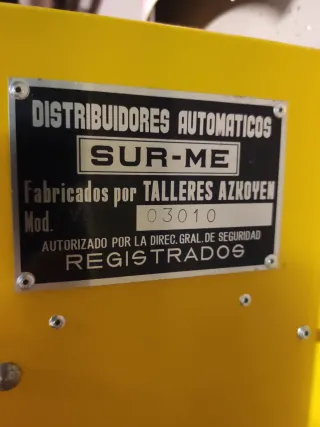 DISTRIBUIDORES AUTOMATICOS
SUR-ME
Fabricados por TALLERES AZKOYEN
Mod. 03010
AUTORIZADO POR LA DIREC. GRAL. DE SEGURIDAD
REGISTRADOS